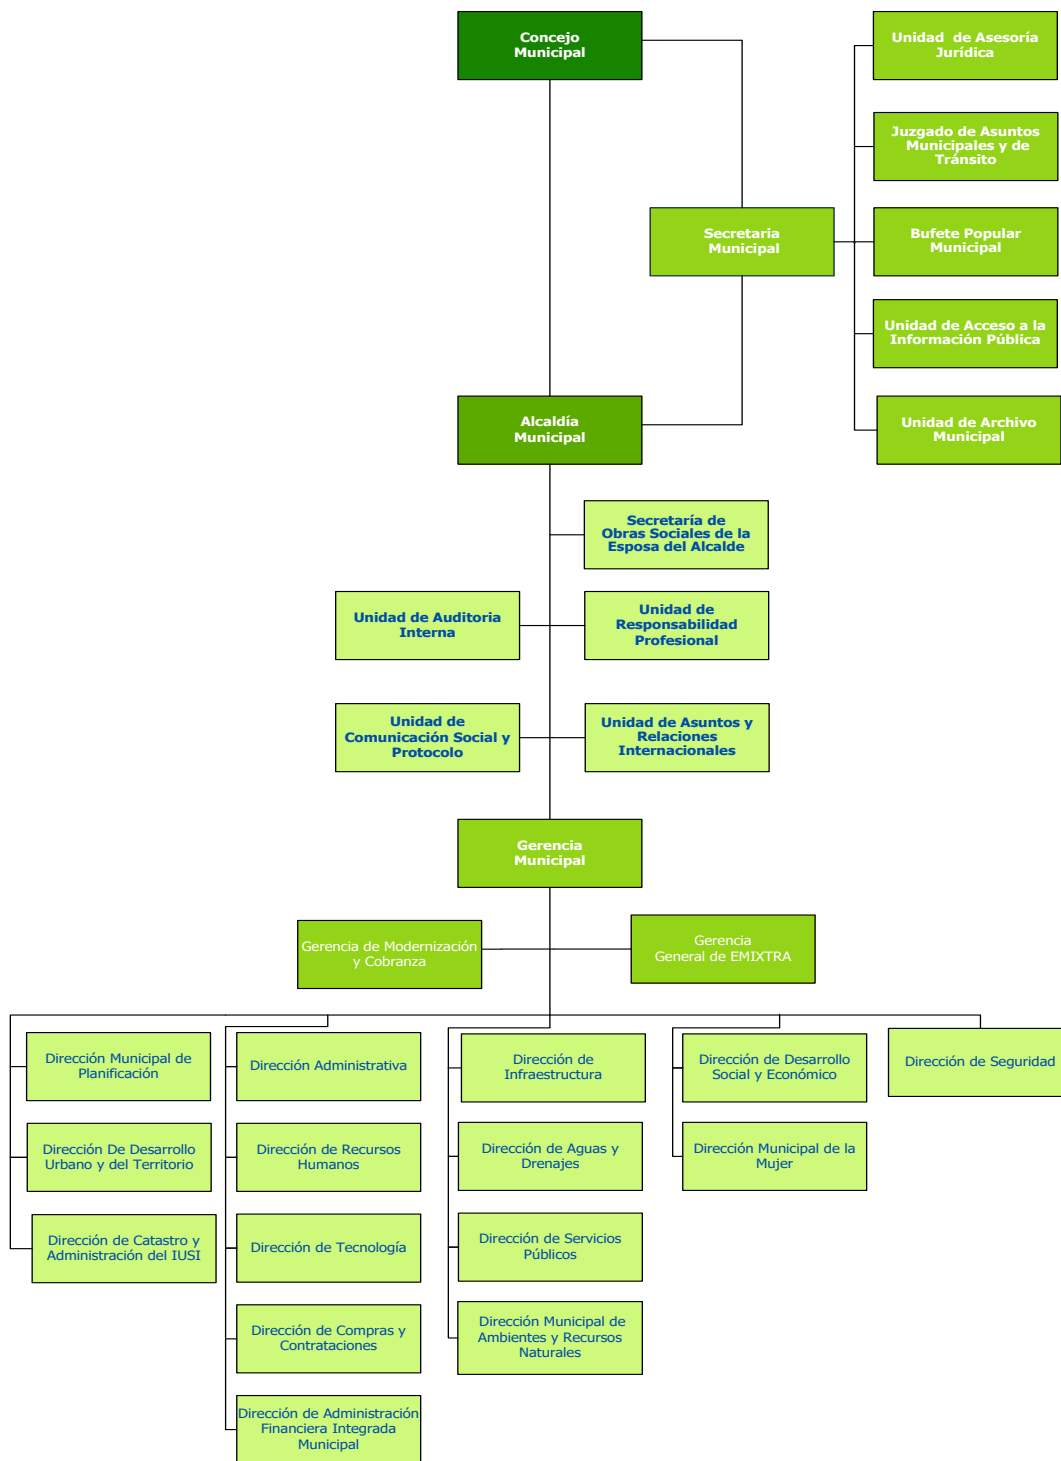 Concejo
Municipal
Unidad de Asesoría
Jurídica
Juzgado de Asuntos
Municipales y de
Tránsito
Secretaria
Municipal
Bufete Popular
Municipal
Unidad de Acceso a la
Información Pública
Alcaldía
Municipal
Unidad de Archivo
Municipal
Secretaría de
Obras Sociales de la
Esposa del Alcalde
Unidad de Auditoria
Interna
Unidad de
Responsabilidad
Profesional
Unidad de
Comunicación Social y
Protocolo
Unidad de Asuntos y
Relaciones
Internacionales
Gerencia
Municipal
Gerencia de Modernización
y Cobranza
Gerencia
General de EMIXTRA
Dirección Municipal de
Planificación
Dirección Administrativa
Dirección de
Infraestructura
Dirección de Desarrollo
Social y Económico
Dirección de Seguridad
Dirección De Desarrollo
Urbano y del Territorio
Dirección de Recursos
Humanos
Dirección de Aguas y
Drenajes
Dirección Municipal de la
Mujer
Dirección de Catastro y
Administración del IUSI
Dirección de Tecnología
Dirección de Servicios
Públicos
Dirección de Compras y
Contrataciones
Dirección Municipal de
Ambientes y Recursos
Naturales
Dirección de Administración
Financiera Integrada
Municipal